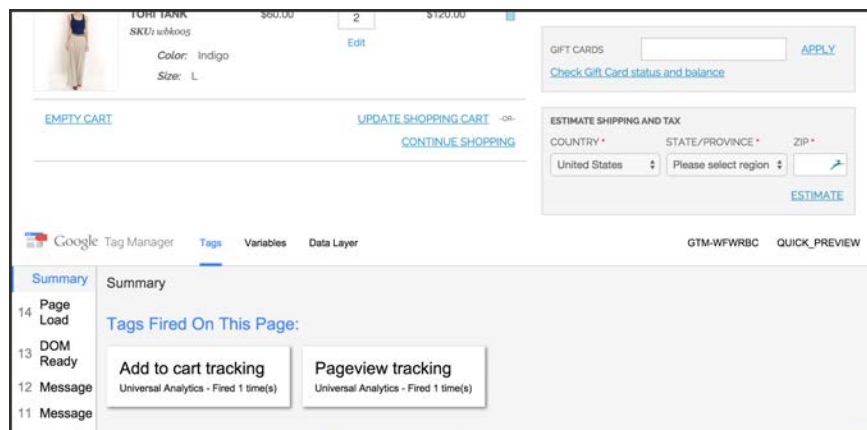 TORI TANK $60.00 2 $120.00
SKU: wbk005
Edit
Color: Indigo
Size: L
GIFT CARDS APPLY
Check Gift Card status and balance
EMPTY CART UPDATE SHOPPING CART -OR-
CONTINUE SHOPPING
ESTIMATE SHIPPING AND TAX
COUNTRY * STATE/PROVINCE * ZIP *
United States Please select region
ESTIMATE
Google Tag Manager Tags Variables Data Layer GTM-WFWRBC QUICK_PREVIEW
Summary
14 Page Load
13 DOM Ready
12 Message
11 Message
Summary
Tags Fired On This Page:
Add to cart tracking
Universal Analytics - Fired 1 time(s)
Pageview tracking
Universal Analytics - Fired 1 time(s)